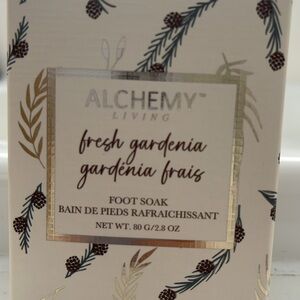 ALCHEMY™
LIVING
fresh gardenia
gardénia frais
FOOT SOAK
BAIN DE PIEDS RAFRAICHISSANT
NET WT. 80 G/2.8 OZ